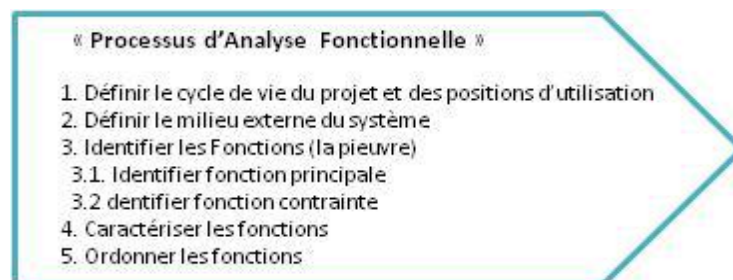 « Processus d'Analyse Fonctionnelle »
1. Définir le cycle de vie du projet et des positions d'utilisation
2. Définir le milieu externe du système
3. Identifier les Fonctions (la pieuvre)
3.1. Identifier fonction principale
3.2 dentifier fonction contrainte
4. Caractériser les fonctions
5. Ordonner les fonctions